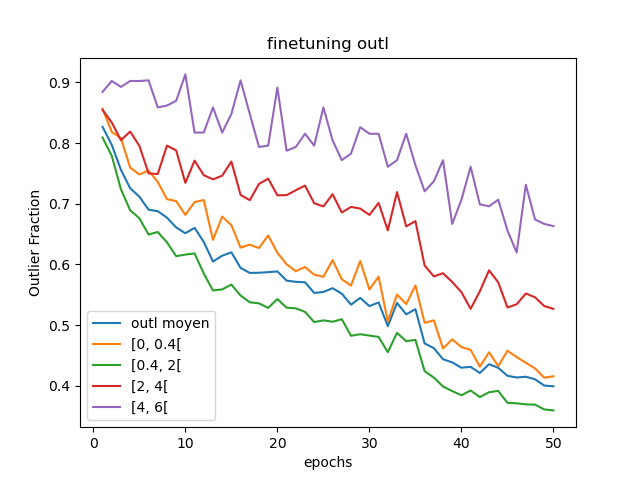 finetuning outl
Outlier Fraction
0.9
0.8
0.7
0.6
0.5
0.4
outl moyen
[0, 0.4[
[0.4, 2[
[2, 4[
[4, 6[
0 10 20 30 40 50
epochs